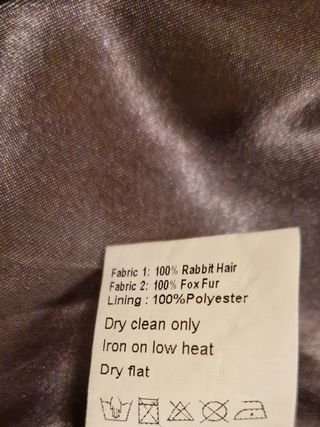 Fabric 1: 100% Rabbit Hair
Fabric 2: 100% Fox Fur
Lining : 100%Polyester
Dry clean only
Iron on low heat
Dry flat